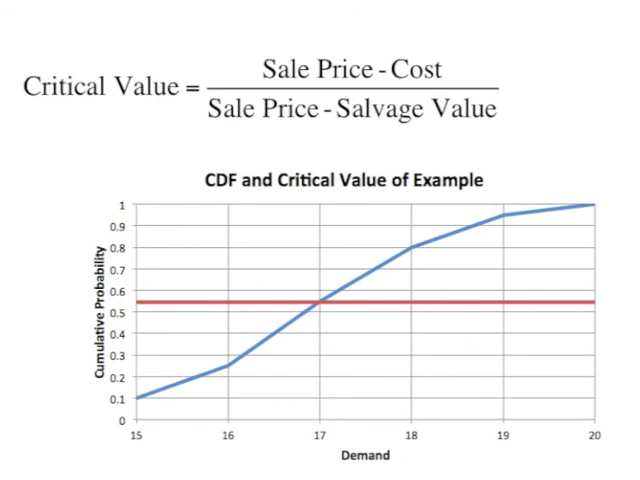 Critical Value = Sale Price - Cost
Sale Price - Salvage Value
CDF and Critical Value of Example
Cumulative Probability
1
0.9
0.8
0.7
0.6
0.5
0.4
0.3
0.2
0.1
0
15 16 17 18 19 20
Demand